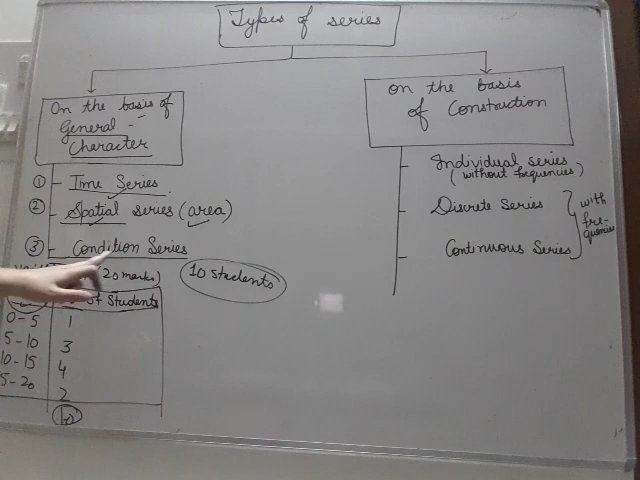 Types of series
On the basis of
General -
Character
① Time Series
② Spatial series (area)
③ Condition Series
(20 marks)
10 students
of Students
0-5 1
5-10 3
10-15 4
5-20 2
10
On the basis
of Construction
Individual series
(without frequencies)
Discrete Series
Continuous Series
with
fre-
quencies